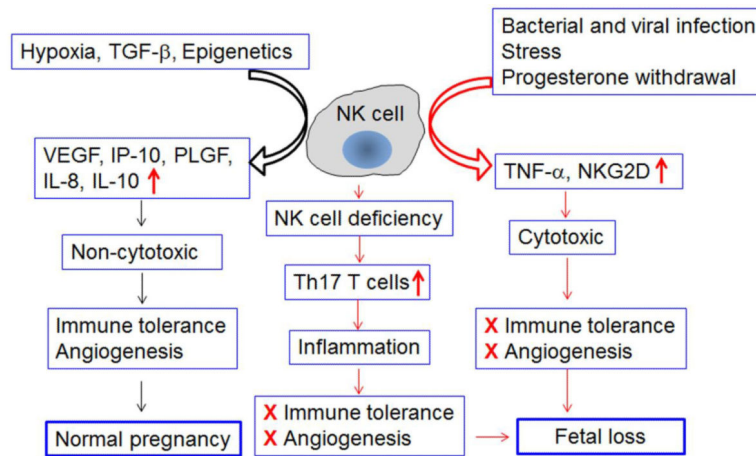 Hypoxia, TGF-β, Epigenetics
Bacterial and viral infection
Stress
Progesterone withdrawal
NK cell
VEGF, IP-10, PLGF,
IL-8, IL-10
TNF-α, NKG2D
NK cell deficiency
Non-cytotoxic
Cytotoxic
Th17 T cells
Immune tolerance
Angiogenesis
Inflammation
X Immune tolerance
X Angiogenesis
X Immune tolerance
X Angiogenesis
Normal pregnancy
Fetal loss